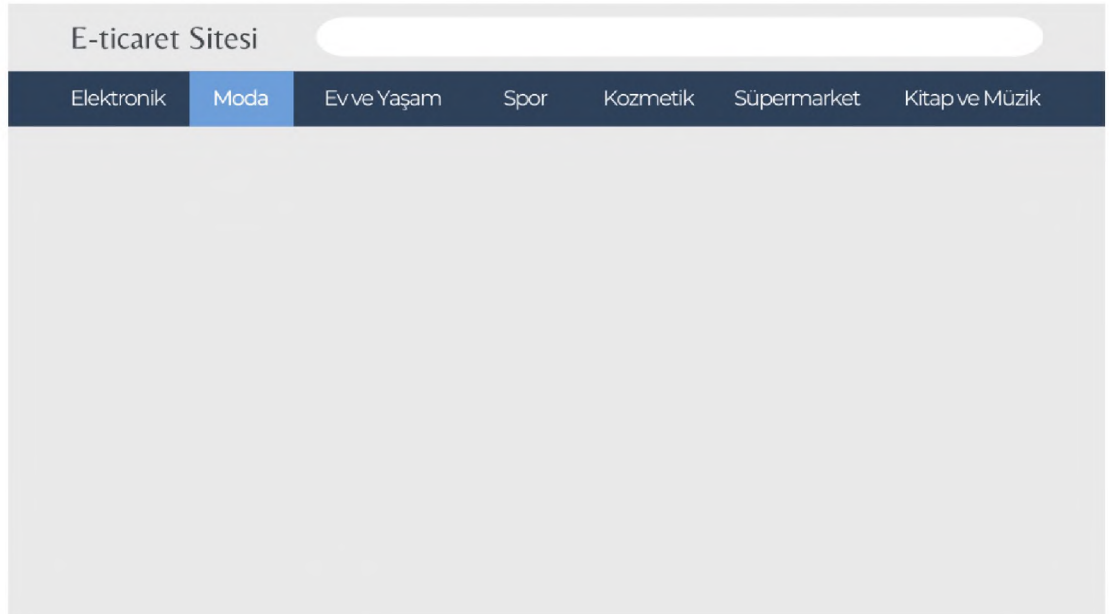 E-ticaret Sitesi
Elektronik Moda Ev ve Yaşam Spor Kozmetik Süpermarket Kitap ve Müzik